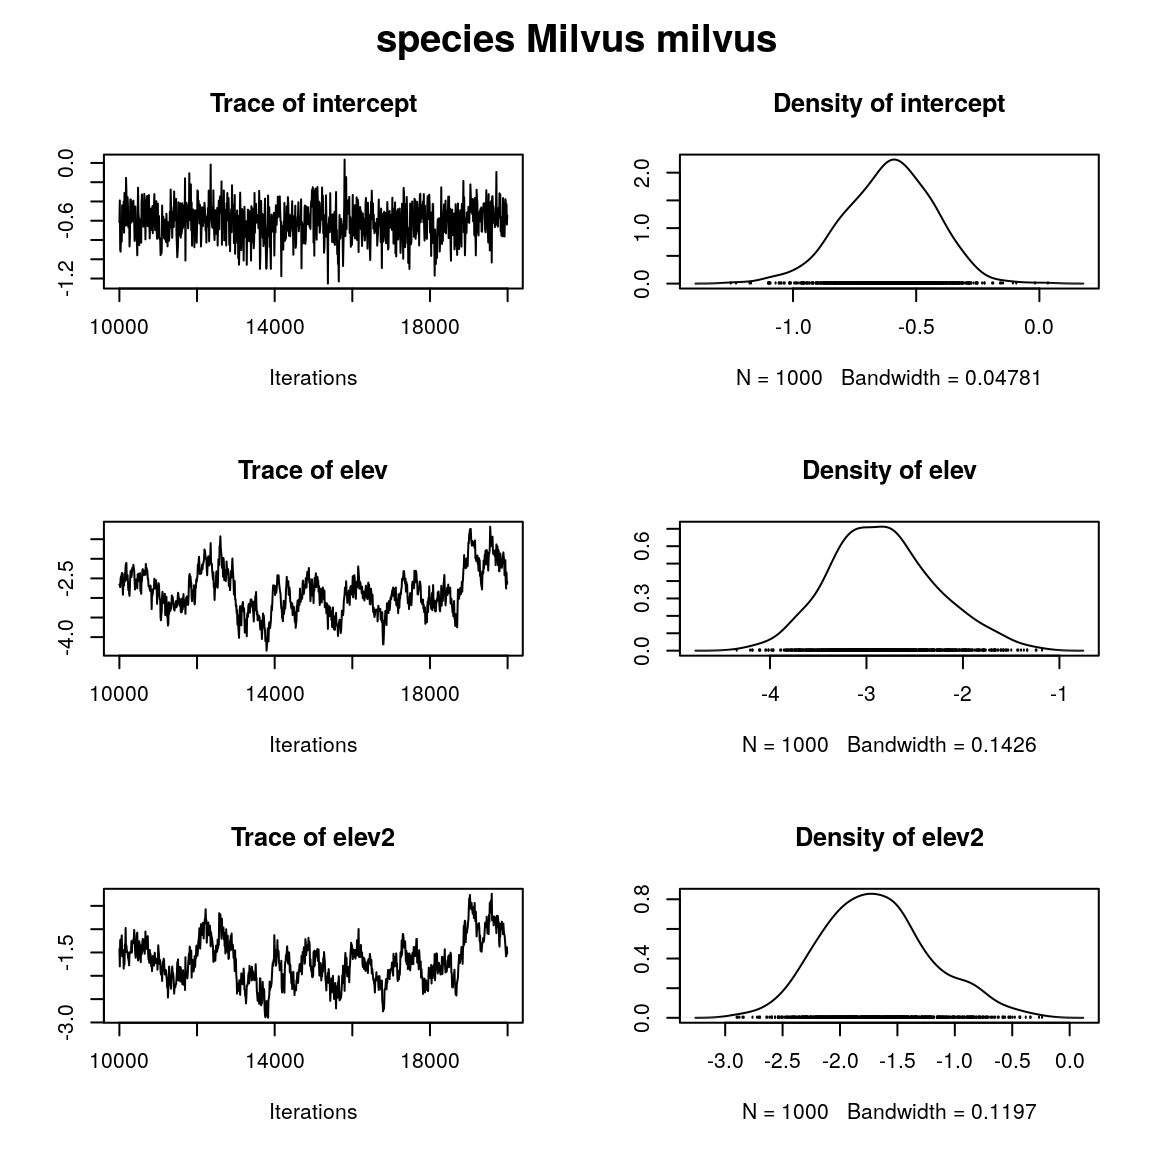 species Milvus milvus
Trace of intercept
0.0
-0.6
-1.2
10000 14000 18000
Iterations
Density of intercept
2.0
1.0
0.0
-1.0 -0.5 0.0
N = 1000 Bandwidth = 0.04781
Trace of elev
-2.5
-4.0
10000 14000 18000
Iterations
Density of elev
0.6
0.3
0.0
-4 -3 -2 -1
N = 1000 Bandwidth = 0.1426
Trace of elev2
-1.5
-3.0
10000 14000 18000
Iterations
Density of elev2
0.8
0.4
0.0
-3.0 -2.5 -2.0 -1.5 -1.0 -0.5 0.0
N = 1000 Bandwidth = 0.1197